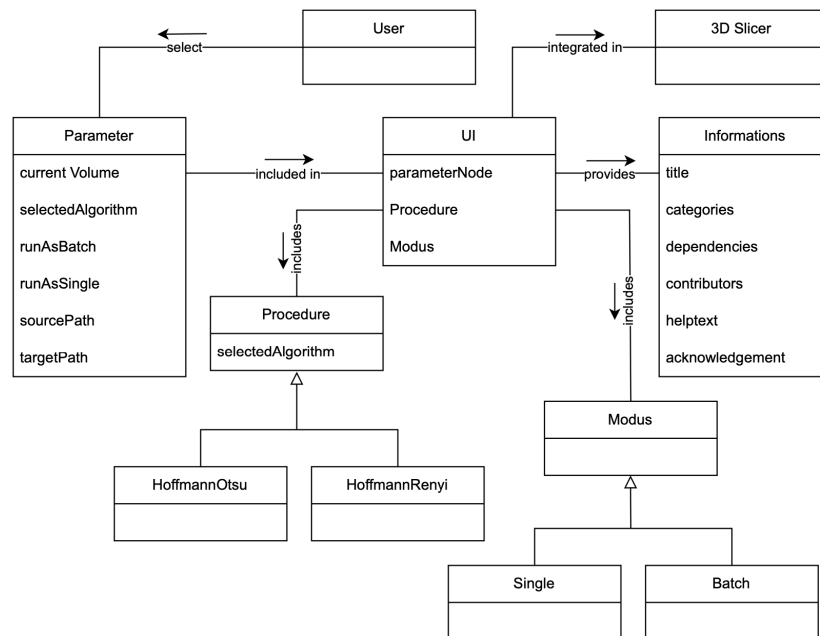 User
3D Slicer
select
integrated in
Parameter
current Volume
selectedAlgorithm
runAsBatch
runAsSingle
sourcePath
targetPath
included in
UI
parameterNode
Procedure
Modus
provides
Informations
title
categories
dependencies
contributors
helptext
acknowledgement
includes
includes
Procedure
selectedAlgorithm
HoffmannOtsu
HoffmannRenyi
Modus
Single
Batch